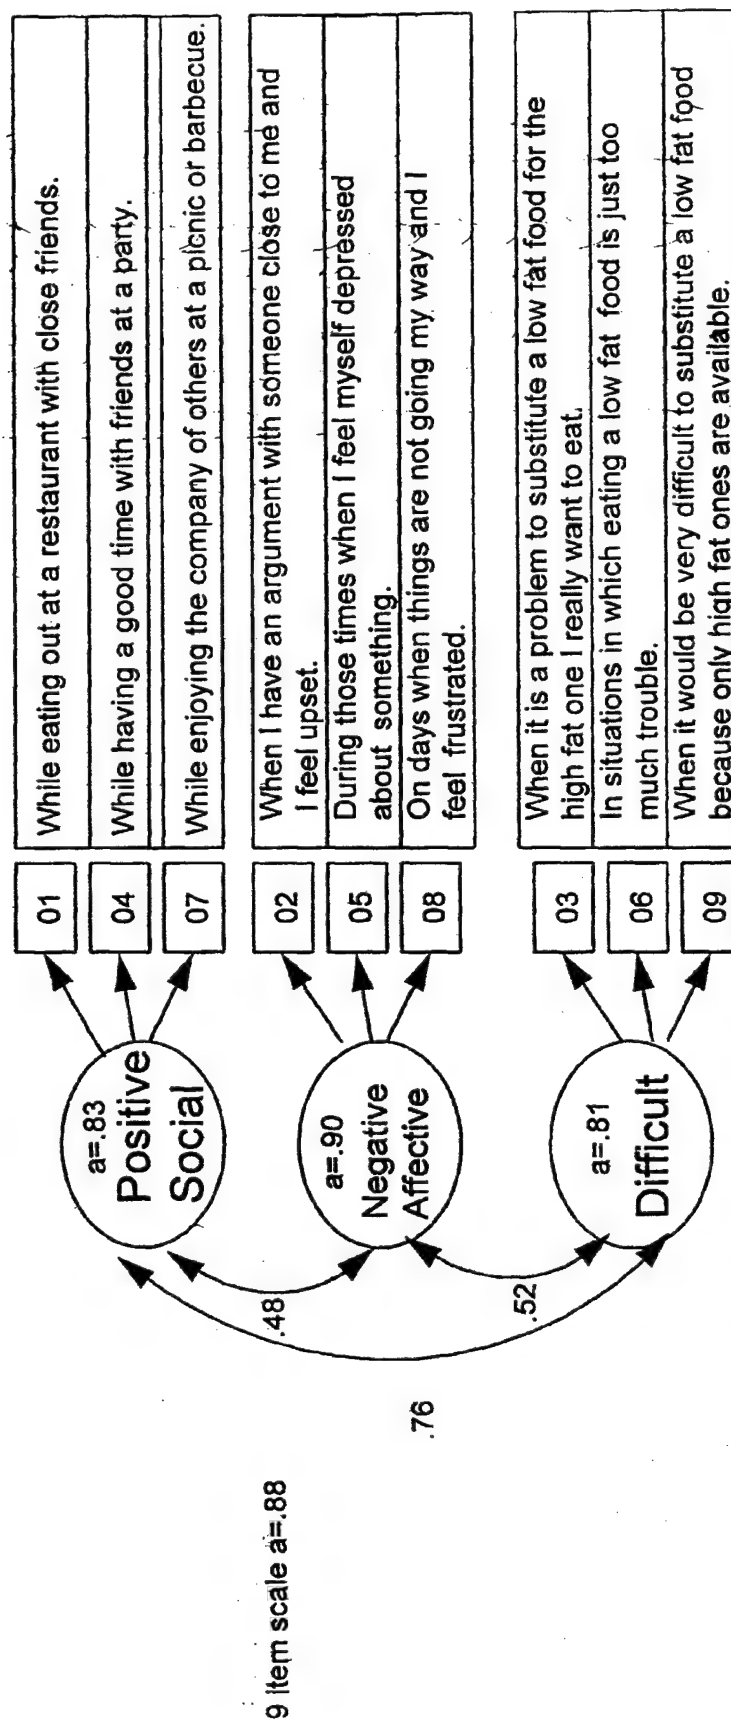 9 item scale a=.88
.76
.48
.52
a=.83
Positive
Social
a=.90
Negative
Affective
a=.81
Difficult
01
While eating out at a restaurant with close friends.
04
While having a good time with friends at a party.
07
While enjoying the company of others at a picnic or barbecue.
02
When I have an argument with someone close to me and
I feel upset.
05
During those times when I feel myself depressed
about something.
08
On days when things are not going my way and I
feel frustrated.
03
When it is a problem to substitute a low fat food for the
high fat one I really want to eat.
06
In situations in which eating a low fat food is just too
much trouble.
09
When it would be very difficult to substitute a low fat food
because only high fat ones are available.